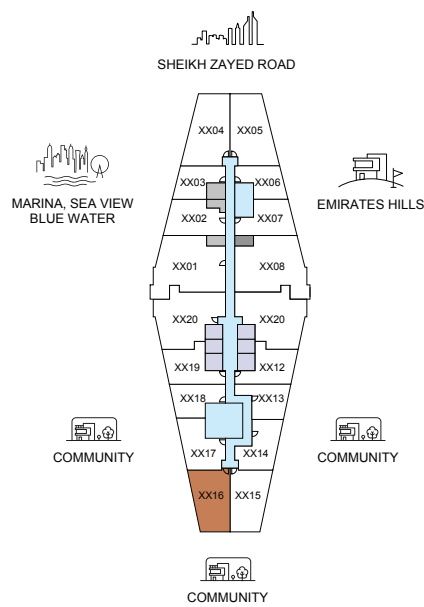 SHEIKH ZAYED ROAD
XX04 XX05
MARINA, SEA VIEW
BLUE WATER
XX03 XX06
EMIRATES HILLS
XX02 XX07
XX01 XX08
XX20 XX20
XX19 XX12
XX18 XX13
COMMUNITY
XX17 XX14
COMMUNITY
XX16 XX15
COMMUNITY